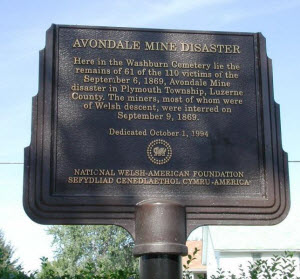 AVONDALE MINE DISASTER
Here in the Washburn Cemetery lie the
remains of 61 of the 110 victims of the
September 6, 1869, Avondale Mine
disaster in Plymouth Township, Luzerne
County. The miners, most of whom were
of Welsh descent, were interred on
September 9, 1869.
Dedicated October 1, 1994
NATIONAL WELSH-AMERICAN FOUNDATION
SEFYDLIAD CENEDLAETHOL CYMRU-AMERICA